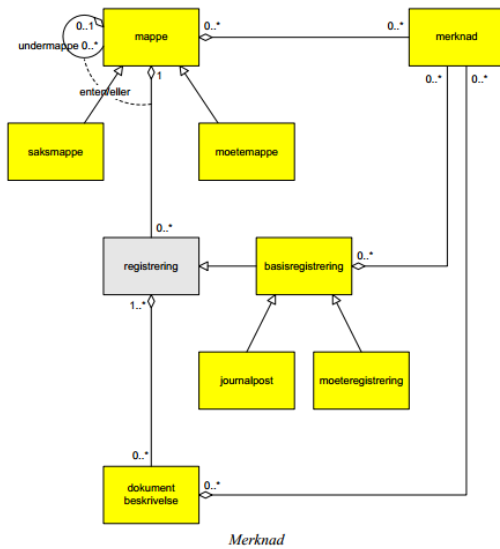 0..1
mappe
0..*
0..*
merknad
undermappe 0..*
1
0..*
0..*
enten/eller
saksmappe
moetemappe
0..*
registrering
basisregistrering
0..*
1..*
journalpost
moeteregistrering
0..*
dokument
beskrivelse
0..*
Merknad